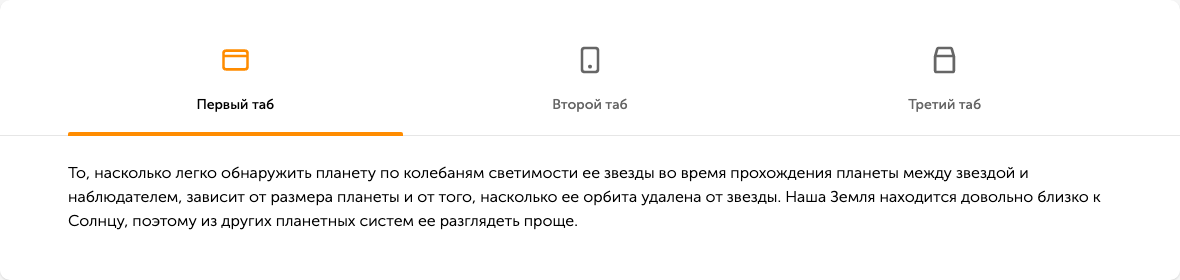 Первый таб
Второй таб
Третий таб
То, насколько легко обнаружить планету по колебаням светимости ее звезды во время прохождения планеты между звездой и
наблюдателем, зависит от размера планеты и от того, насколько ее орбита удалена от звезды. Наша Земля находится довольно близко к
Солнцу, поэтому из других планетных систем ее разглядеть проще.